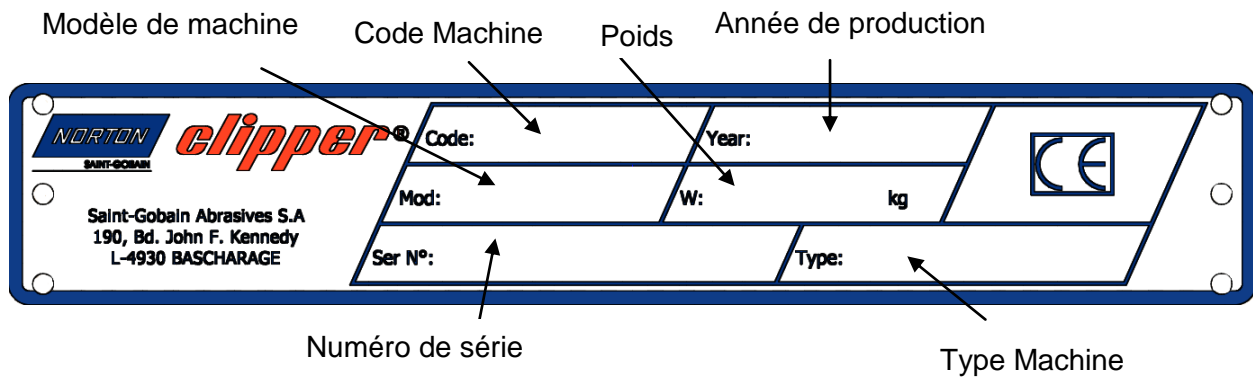 Modèle de machine
Code Machine
Poids
Année de production
NORTON
SAINT-GOBAIN
clipper®
Code:
Year:
CE
Mod:
W: kg
Saint-Gobain Abrasives S.A
190, Bd. John F. Kennedy
L-4930 BASCHARAGE
Ser N°:
Type:
Numéro de série
Type Machine